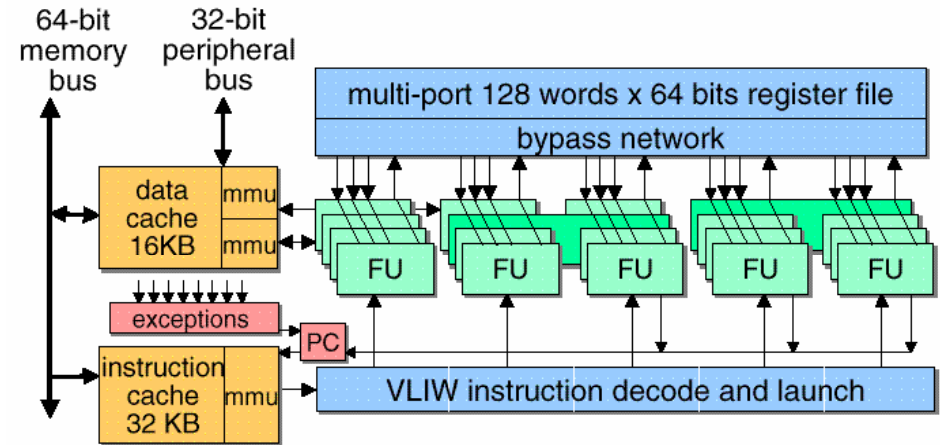 64-bit
memory
bus
32-bit
peripheral
bus
multi-port 128 words x 64 bits register file
bypass network
data
cache
16KB
mmu
mmu
FU
FU
FU
FU
FU
exceptions
PC
instruction
cache
32 KB
mmu
VLIW instruction decode and launch